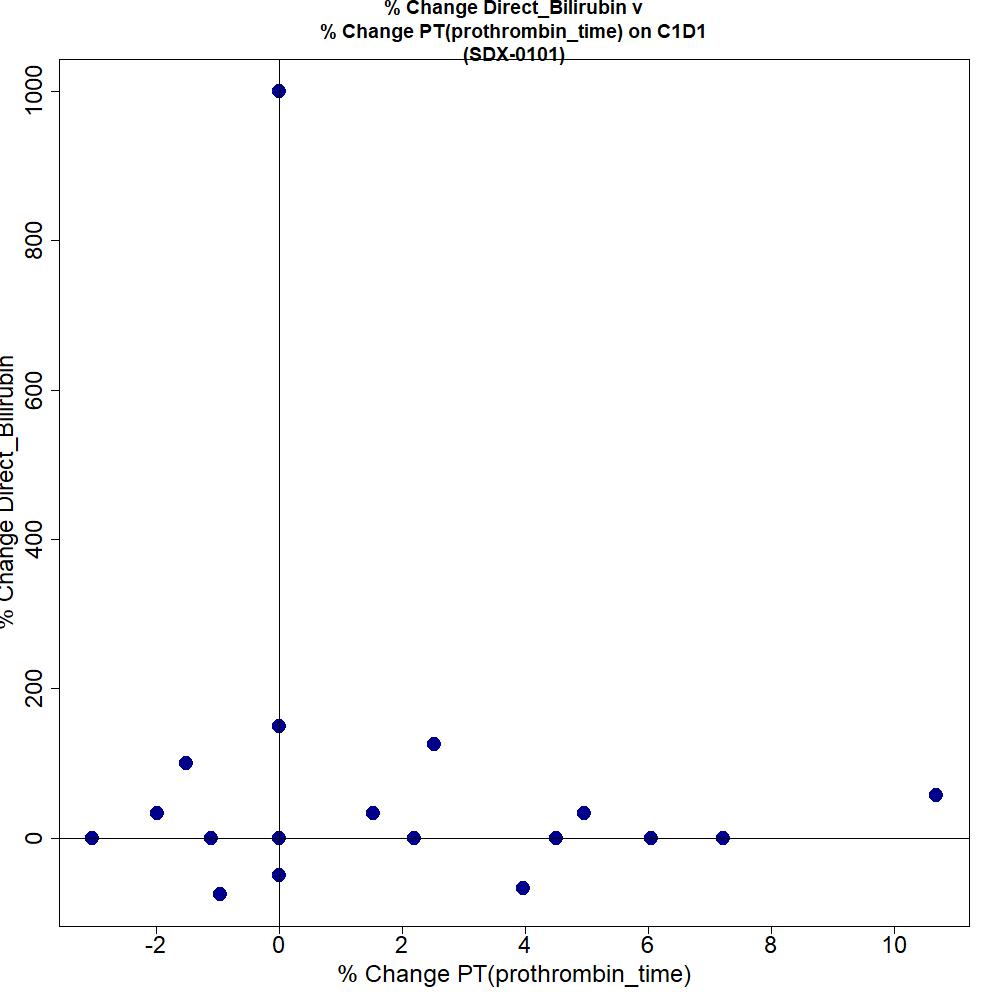 % Change Direct_Bilirubin v
% Change PT(prothrombin_time) on C1D1
(SDX-0101)
% Change Direct_Bilirubin
1000
800
600
400
200
0
-2
0
2
4
6
8
10
% Change PT(prothrombin_time)